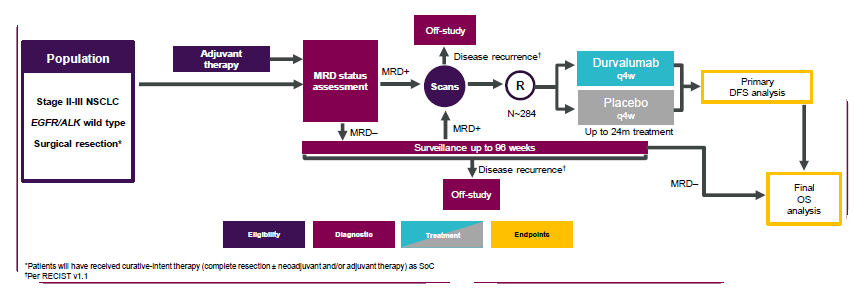 Population
Stage II-III NSCLC
EGFR/ALK wild type
Surgical resection*
Adjuvant
therapy
MRD status
assessment
MRD+
MRD–
Off-study
Disease recurrence†
Scans
MRD+
R
N~284
Durvalumab
q4w
Placebo
q4w
Up to 24m treatment
Primary
DFS analysis
Surveillance up to 96 weeks
Disease recurrence†
Off-study
MRD–
Final
OS
analysis
Eligibility
Diagnostic
Treatment
Endpoints
*Patients will have received curative-intent therapy (complete resection ± neoadjuvant and/or adjuvant therapy) as SoC
†Per RECIST v1.1